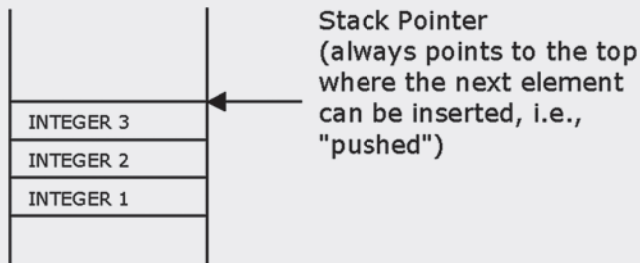 Stack Pointer
(always points to the top
where the next element
can be inserted, i.e.,
"pushed")
INTEGER 3
INTEGER 2
INTEGER 1